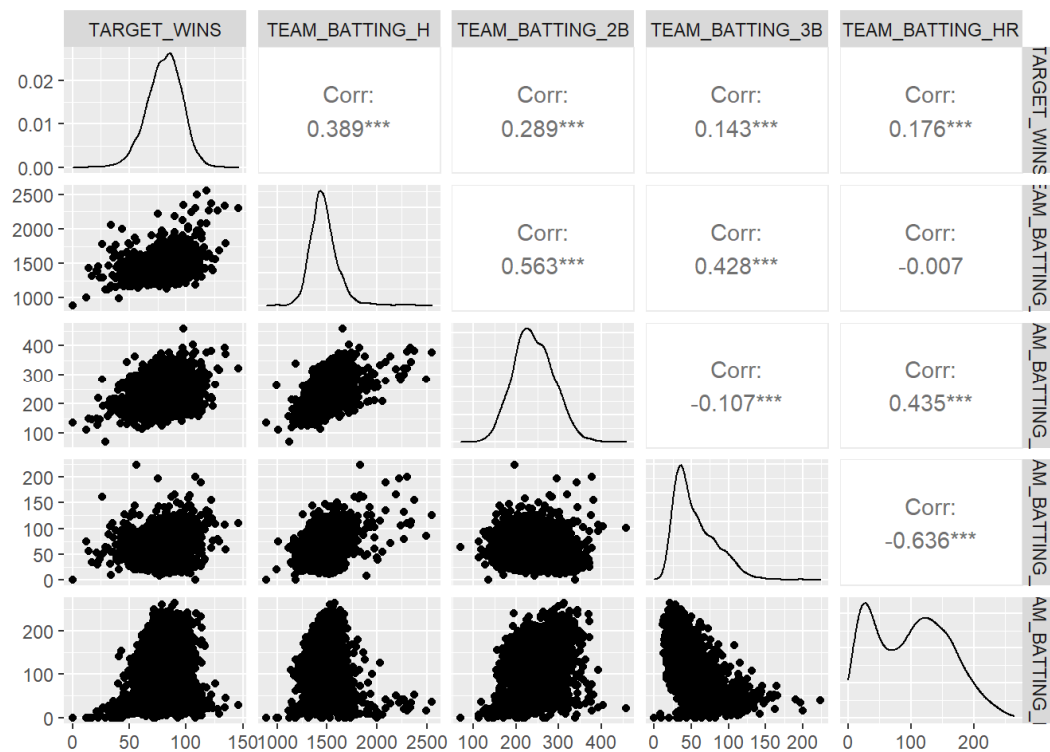 TARGET_WINS TEAM_BATTING_H TEAM_BATTING_2B TEAM_BATTING_3B TEAM_BATTING_HR
0.02
0.01
0.00
Corr:
0.389***
Corr:
0.289***
Corr:
0.143***
Corr:
0.176***
TARGET_WINS
2500
2000
1500
1000
Corr:
0.563***
Corr:
0.428***
Corr:
-0.007
EAM_BATTING_
400
300
200
100
Corr:
-0.107***
Corr:
0.435***
AM_BATTING_
200
150
100
50
0
Corr:
-0.636***
AM_BATTING_
200
100
0
AM_BATTING_
0 50 100 150 1000 1500 2000 2500 100 200 300 400 0 50 100 150 200 0 100 200